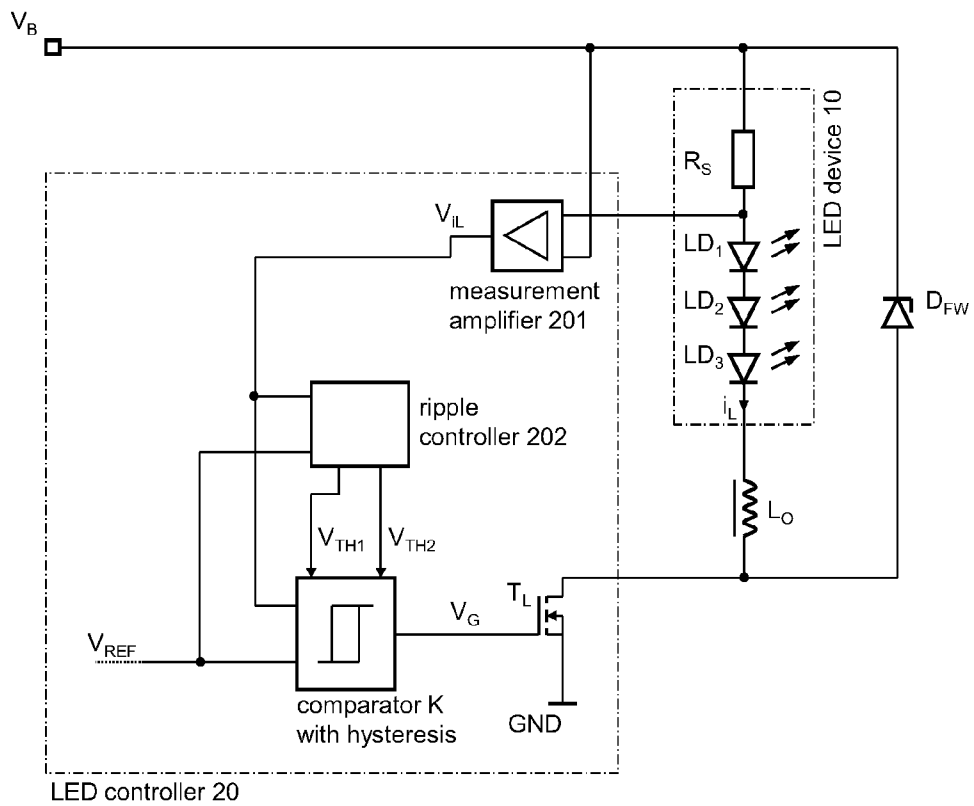 V_B
LED device 10
R_S
V_iL
LD_1
measurement
amplifier 201
LD_2
D_FW
LD_3
ripple
controller 202
i_L
L_O
V_TH1
V_TH2
T_L
V_G
V_REF
comparator K
with hysteresis
GND
LED controller 20